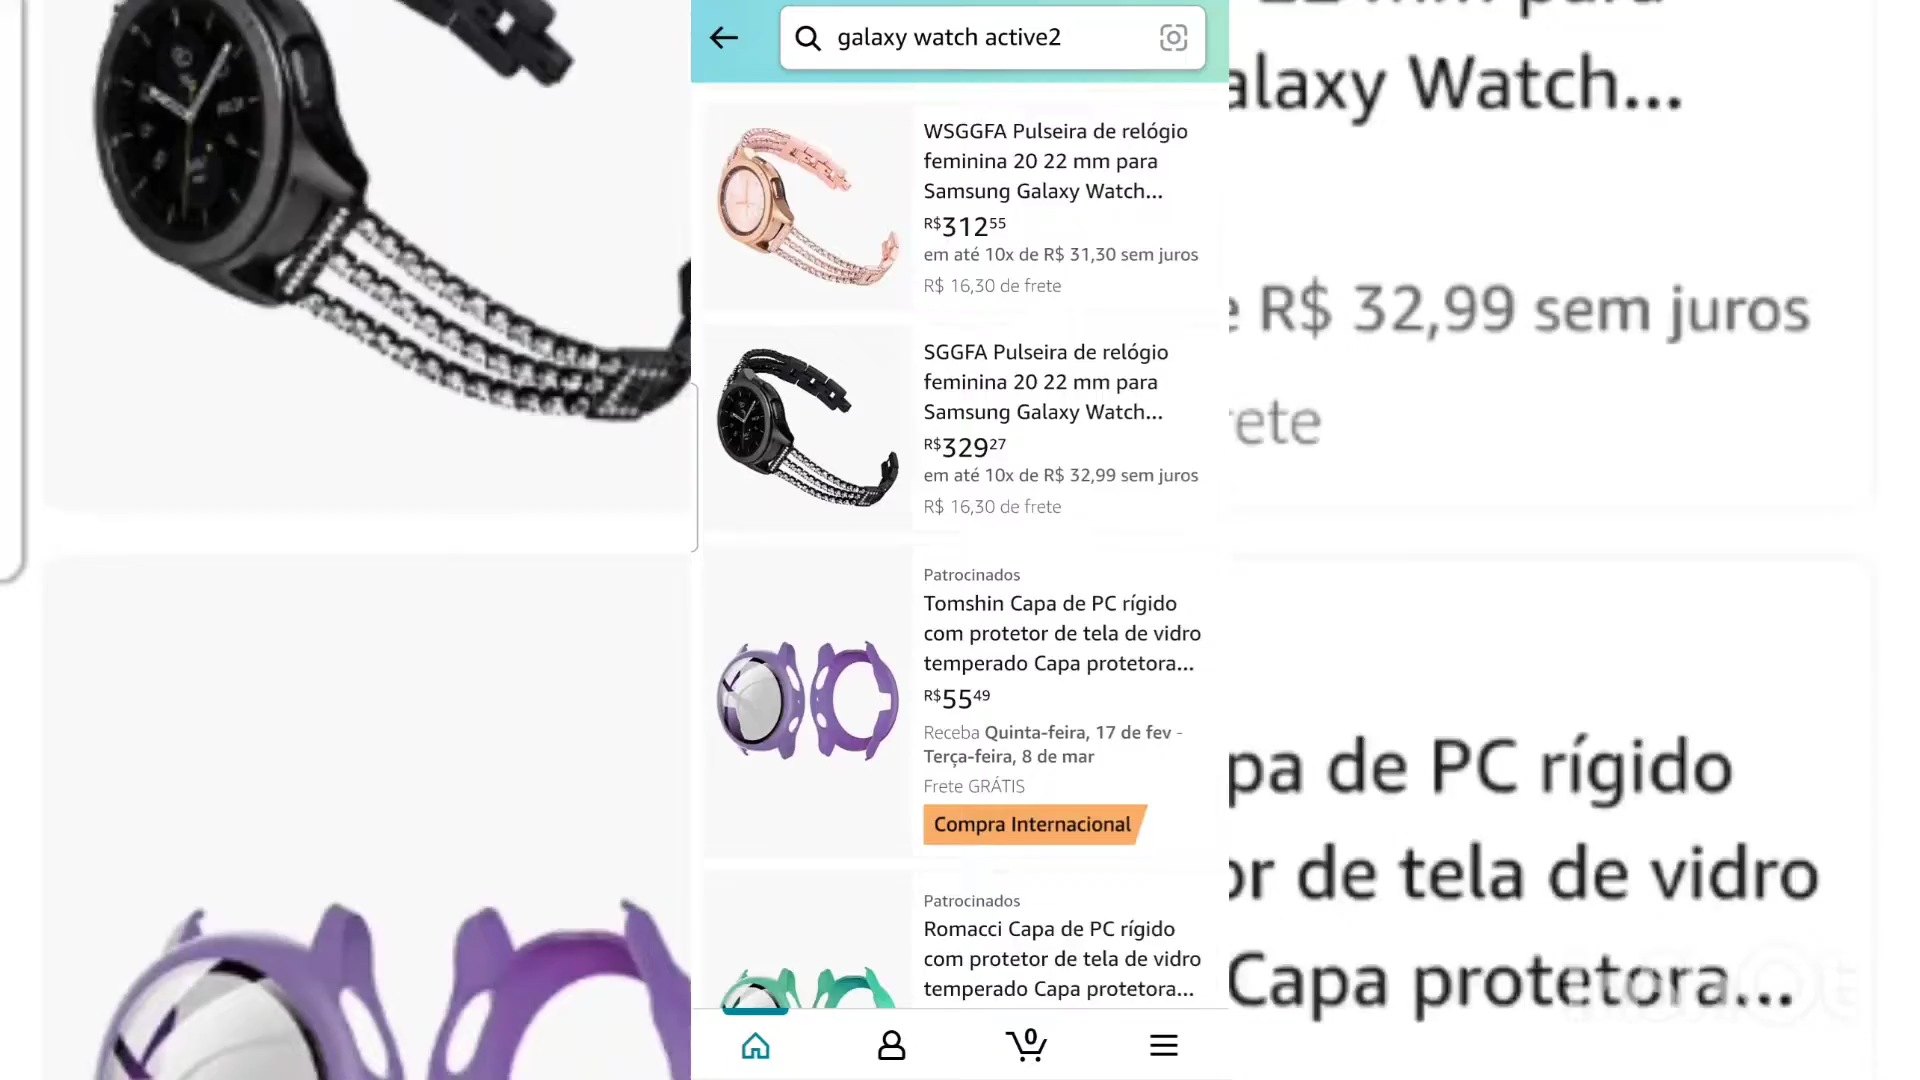 galaxy watch active2
WSGGFA Pulseira de relógio
feminina 20 22 mm para
Samsung Galaxy Watch...
R$31255
em até 10x de R$ 31,30 sem juros
R$ 16,30 de frete
SGGFA Pulseira de relógio
feminina 20 22 mm para
Samsung Galaxy Watch...
R$32927
em até 10x de R$ 32,99 sem juros
R$ 16,30 de frete
Patrocinados
Tomshin Capa de PC rígido
com protetor de tela de vidro
temperado Capa protetora...
R$5549
Receba Quinta-feira, 17 de fev -
Terça-feira, 8 de mar
Frete GRÁTIS
Compra Internacional
Patrocinados
Romacci Capa de PC rígido
com protetor de tela de vidro
temperado Capa protetora...
0
alaxy Watch...
e R$ 32,99 sem juros
ete
pa de PC rígido
or de tela de vidro
Capa protetora...